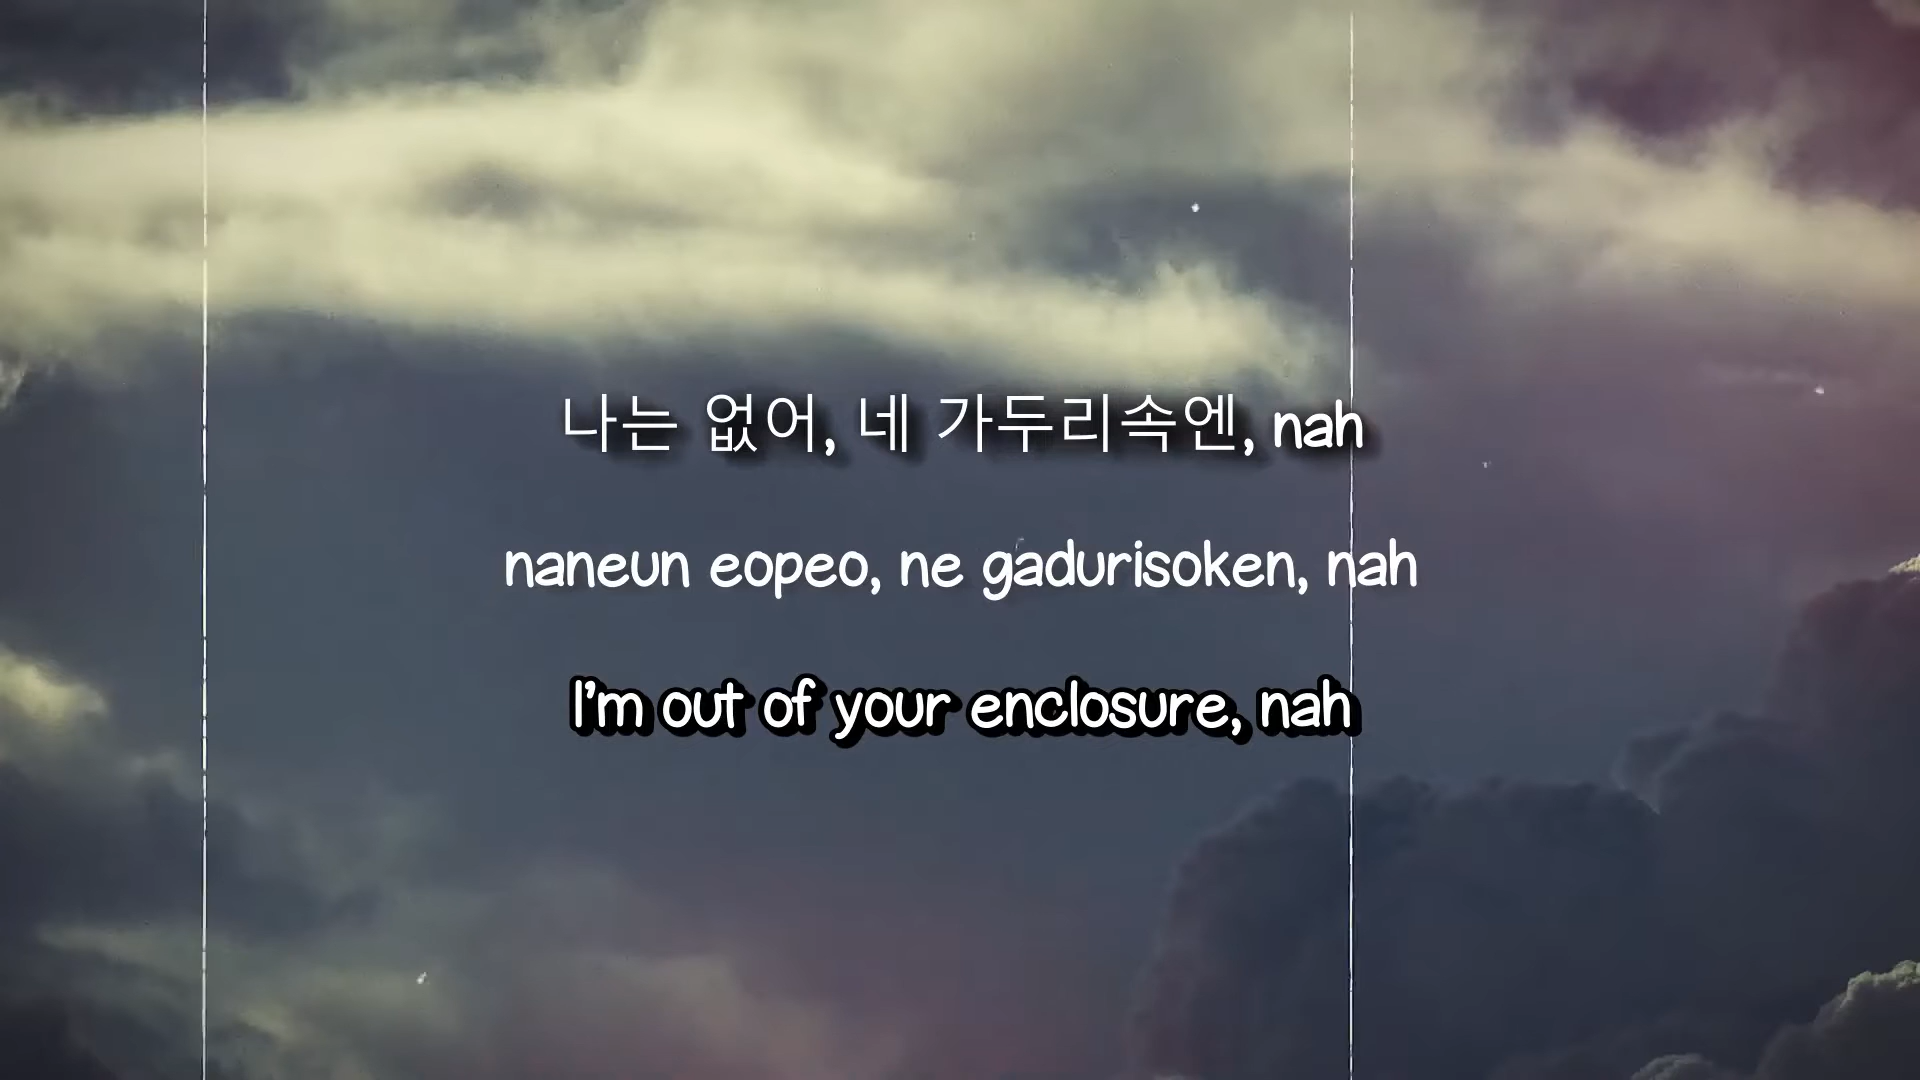 나는 없어, 네 가두리속엔, nah
naneun eopeo, ne gadurisoken, nah
I'm out of your enclosure, nah